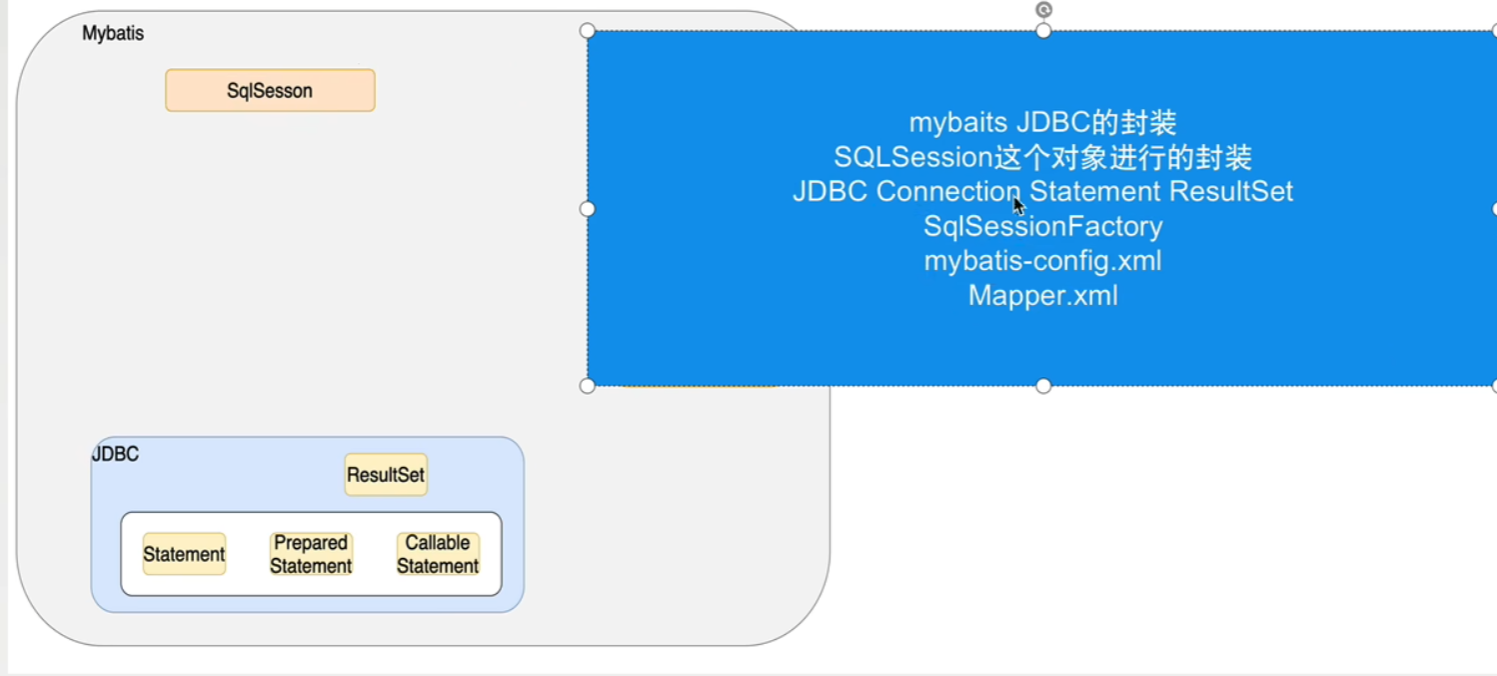 Mybatis
SqlSesson
mybaits JDBC的封装
SQLSession这个对象进行的封装
JDBC Connection Statement ResultSet
SqlSessionFactory
mybatis-config.xml
Mapper.xml
JDBC
ResultSet
Statement
Prepared
Statement
Callable
Statement